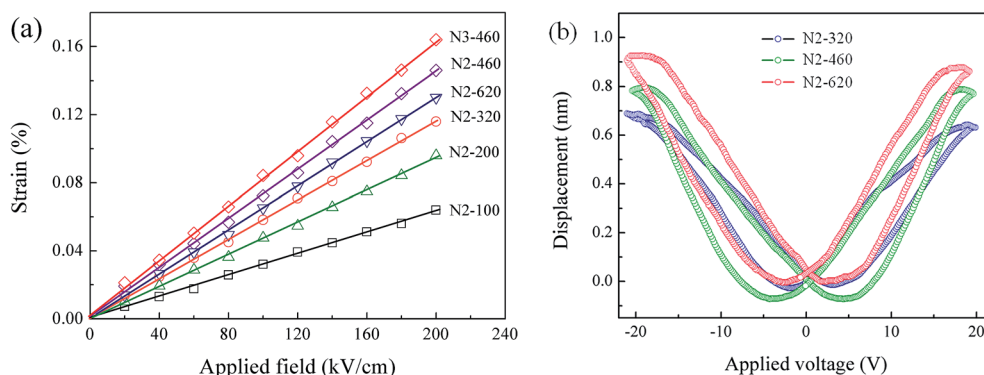 (a)
Strain (%)
0.16
0.12
0.08
0.04
0.00
N3-460
N2-460
N2-620
N2-320
N2-200
N2-100
0 40 80 120 160 200 240
Applied field (kV/cm)
(b)
Displacement (nm)
1.0
0.8
0.6
0.4
0.2
0.0
N2-320
N2-460
N2-620
-20 -10 0 10 20
Applied voltage (V)